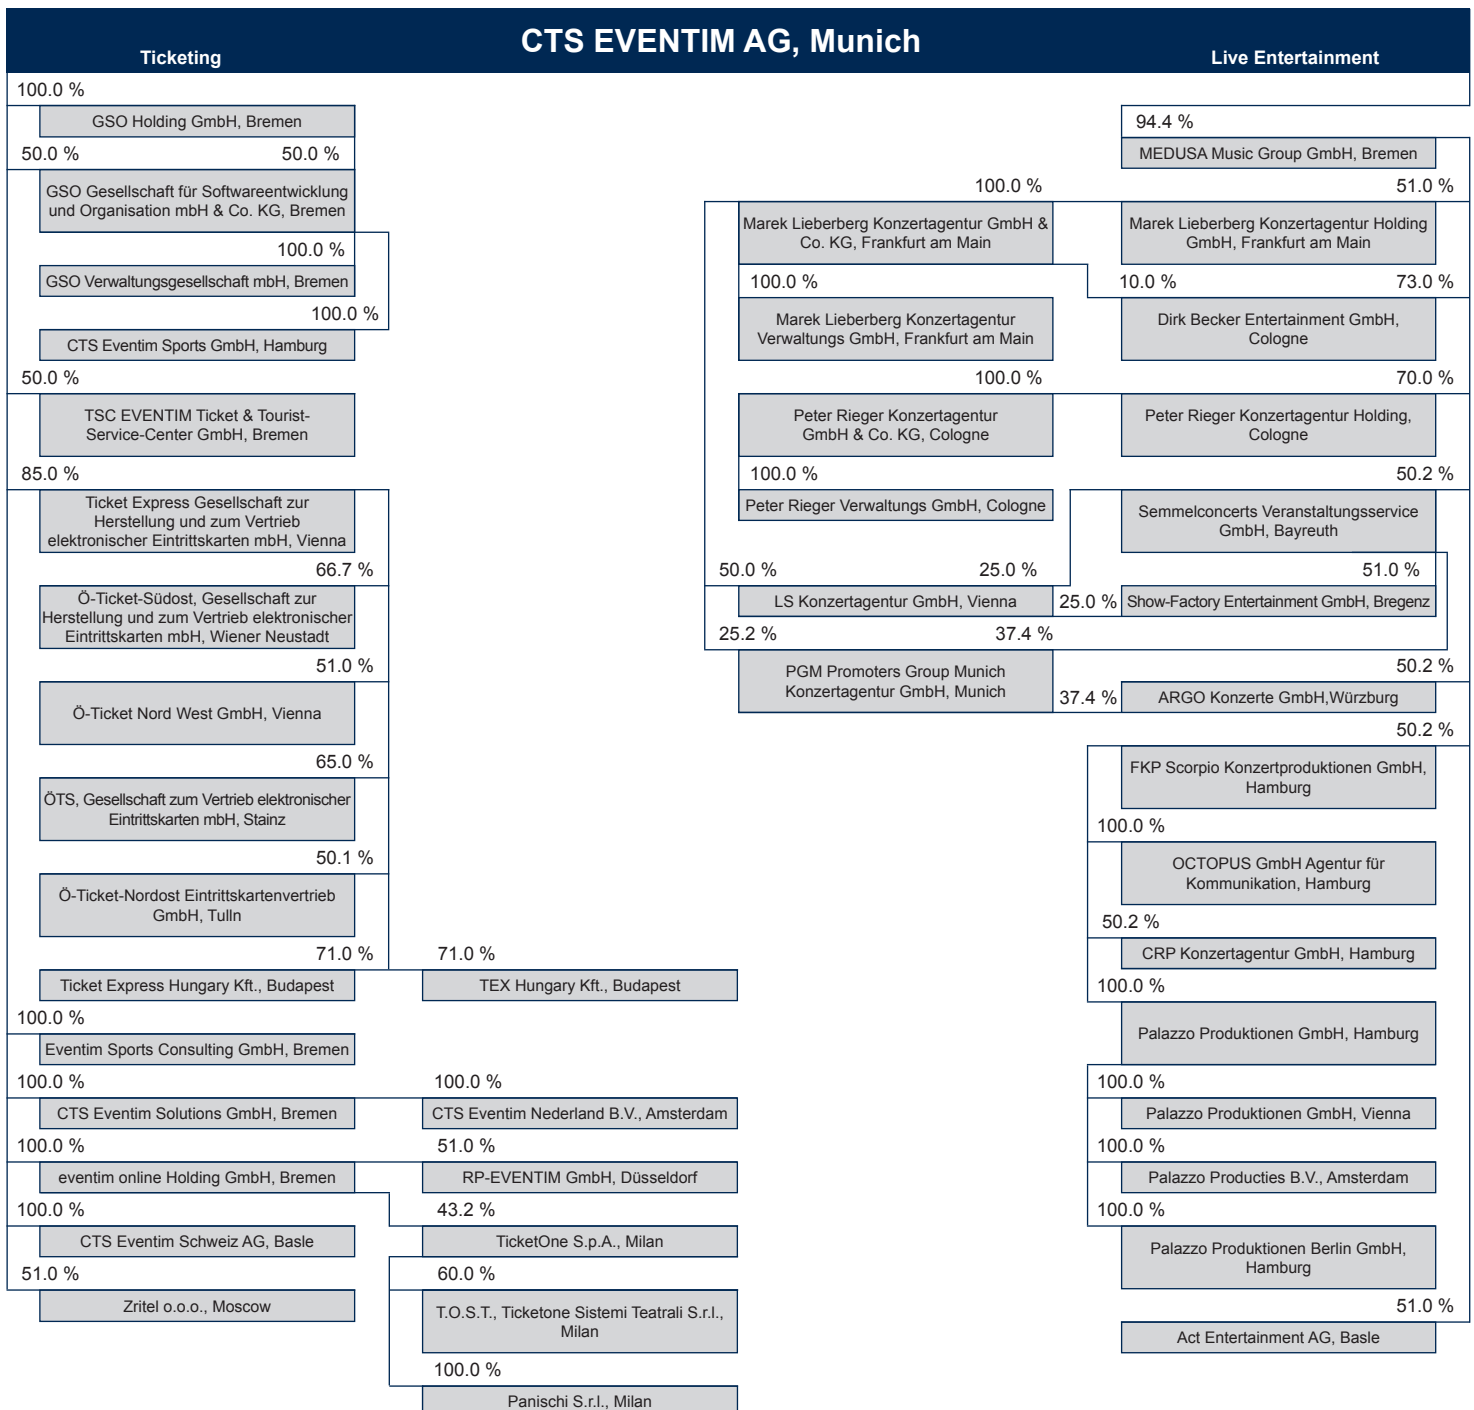 CTS EVENTIM AG, Munich
Ticketing
Live Entertainment
100.0 %
GSO Holding GmbH, Bremen
50.0 %
50.0 %
GSO Gesellschaft für Softwareentwicklung
und Organisation mbH & Co. KG, Bremen
100.0 %
GSO Verwaltungsgesellschaft mbH, Bremen
100.0 %
CTS Eventim Sports GmbH, Hamburg
50.0 %
TSC EVENTIM Ticket & Tourist-
Service-Center GmbH, Bremen
85.0 %
Ticket Express Gesellschaft zur
Herstellung und zum Vertrieb
elektronischer Eintrittskarten mbH, Vienna
66.7 %
Ö-Ticket-Südost, Gesellschaft zur
Herstellung und zum Vertrieb elektronischer
Eintrittskarten mbH, Wiener Neustadt
51.0 %
Ö-Ticket Nord West GmbH, Vienna
65.0 %
ÖTS, Gesellschaft zum Vertrieb elektronischer
Eintrittskarten mbH, Stainz
50.1 %
Ö-Ticket-Nordost Eintrittskartenvertrieb
GmbH, Tulln
71.0 %
71.0 %
Ticket Express Hungary Kft., Budapest
TEX Hungary Kft., Budapest
100.0 %
Eventim Sports Consulting GmbH, Bremen
100.0 %
100.0 %
CTS Eventim Solutions GmbH, Bremen
CTS Eventim Nederland B.V., Amsterdam
100.0 %
51.0 %
eventim online Holding GmbH, Bremen
RP-EVENTIM GmbH, Düsseldorf
100.0 %
43.2 %
CTS Eventim Schweiz AG, Basle
TicketOne S.p.A., Milan
51.0 %
60.0 %
Zritel o.o.o., Moscow
T.O.S.T., Ticketone Sistemi Teatrali S.r.l.,
Milan
100.0 %
Panischi S.r.l., Milan
94.4 %
MEDUSA Music Group GmbH, Bremen
100.0 %
51.0 %
Marek Lieberberg Konzertagentur GmbH &
Co. KG, Frankfurt am Main
Marek Lieberberg Konzertagentur Holding
GmbH, Frankfurt am Main
100.0 %
10.0 %
73.0 %
Marek Lieberberg Konzertagentur
Verwaltungs GmbH, Frankfurt am Main
Dirk Becker Entertainment GmbH,
Cologne
100.0 %
70.0 %
Peter Rieger Konzertagentur
GmbH & Co. KG, Cologne
Peter Rieger Konzertagentur Holding,
Cologne
100.0 %
50.2 %
Peter Rieger Verwaltungs GmbH, Cologne
Semmelconcerts Veranstaltungsservice
GmbH, Bayreuth
50.0 %
25.0 %
51.0 %
LS Konzertagentur GmbH, Vienna
25.0 %
Show-Factory Entertainment GmbH, Bregenz
25.2 %
37.4 %
50.2 %
PGM Promoters Group Munich
Konzertagentur GmbH, Munich
37.4 %
ARGO Konzerte GmbH,Würzburg
50.2 %
FKP Scorpio Konzertproduktionen GmbH,
Hamburg
100.0 %
OCTOPUS GmbH Agentur für
Kommunikation, Hamburg
50.2 %
CRP Konzertagentur GmbH, Hamburg
100.0 %
Palazzo Produktionen GmbH, Hamburg
100.0 %
Palazzo Produktionen GmbH, Vienna
100.0 %
Palazzo Producties B.V., Amsterdam
100.0 %
Palazzo Produktionen Berlin GmbH,
Hamburg
51.0 %
Act Entertainment AG, Basle